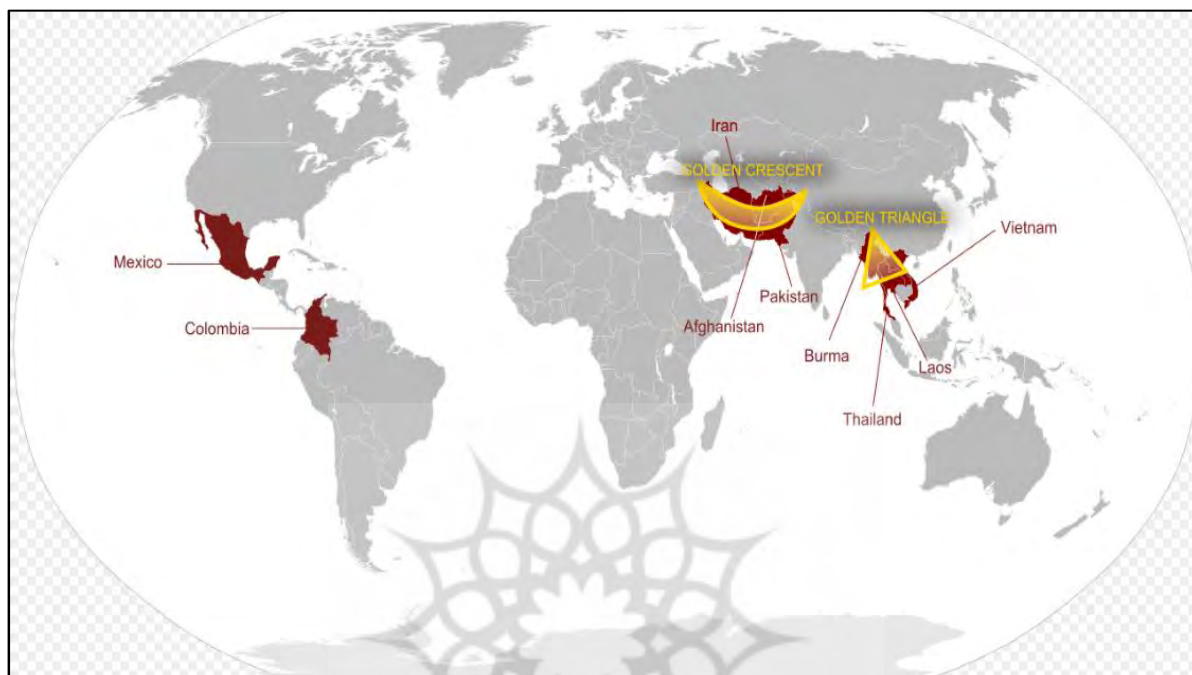 Iran
GOLDEN CRESCENT
GOLDEN TRIANGLE
Vietnam
Mexico
Pakistan
Colombia
Afghanistan
Burma
Laos
Thailand